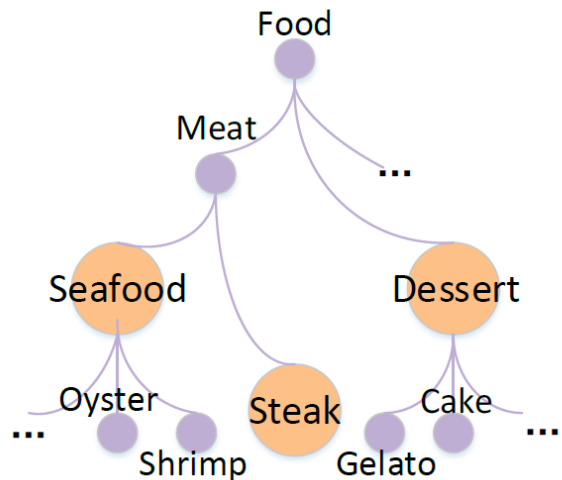 Food
Meat
...
Seafood
Dessert
Oyster
Steak
Cake
...
...
Shrimp
Gelato